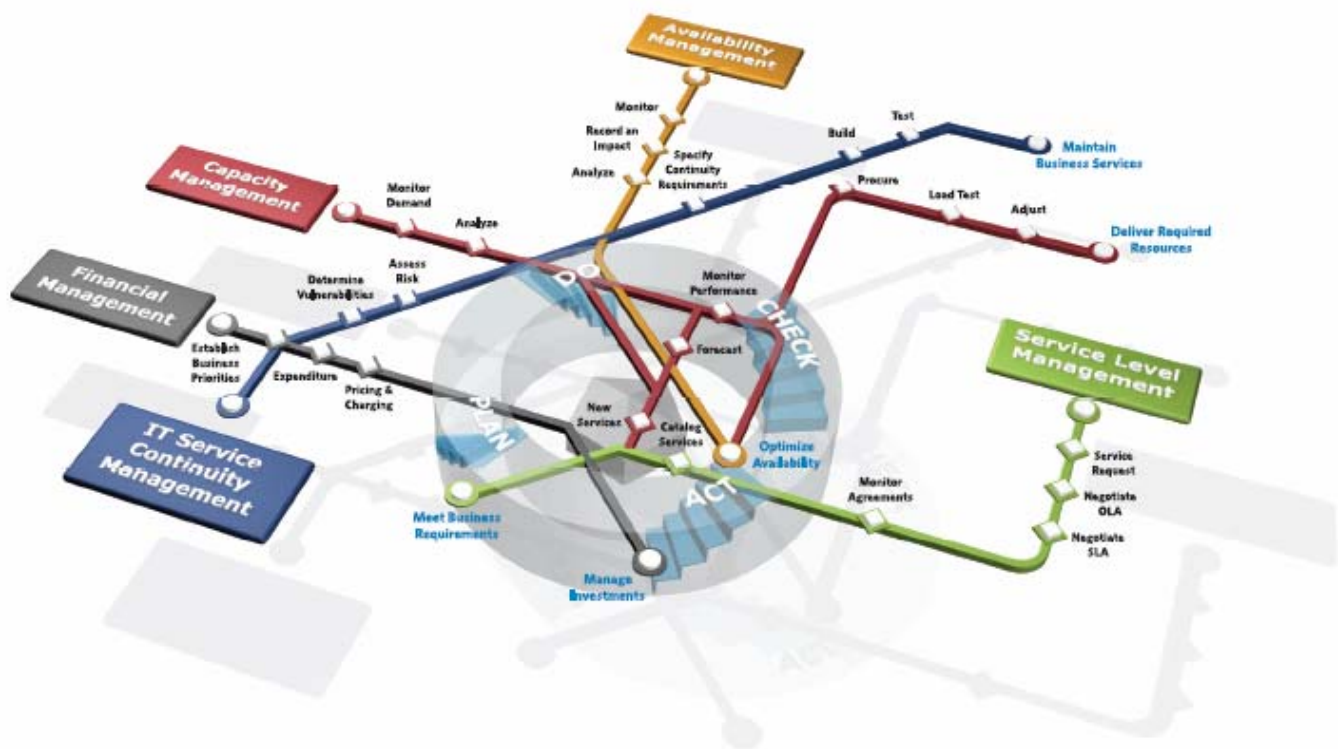 Availability
Management
Monitor
Record an
Impact
Analyze
Specify
Continuity
Requirements
Build
Test
Maintain
Business Services
Capacity
Management
Monitor
Demand
Analyze
Procure
Load Test
Adjust
Deliver Required
Resources
Financial
Management
Determine
Vulnerabilities
Assess
Risk
DO
Monitor
Performance
CHECK
Forecast
Establish
Business
Priorities
Expenditure
Pricing &
Charging
Service Level
Management
IT Service
Continuity
Management
PLAN
New
Services
Catalog
Services
Optimize
Availability
ACT
Meet Business
Requirements
Manage
Investments
Monitor
Agreements
Service
Request
Negotiate
OLA
Negotiate
SLA
ACT